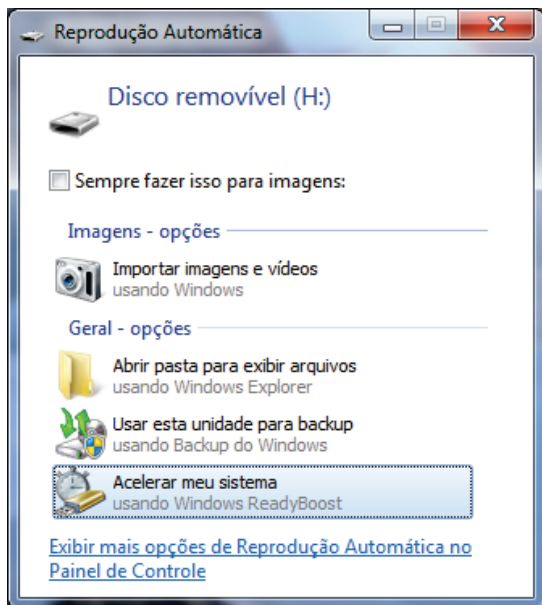 Reprodução Automática
Disco removível (H:)
Sempre fazer isso para imagens:
Imagens - opções
Importar imagens e vídeos
usando Windows
Geral - opções
Abrir pasta para exibir arquivos
usando Windows Explorer
Usar esta unidade para backup
usando Backup do Windows
Acelerar meu sistema
usando Windows ReadyBoost
Exibir mais opções de Reprodução Automática no
Painel de Controle